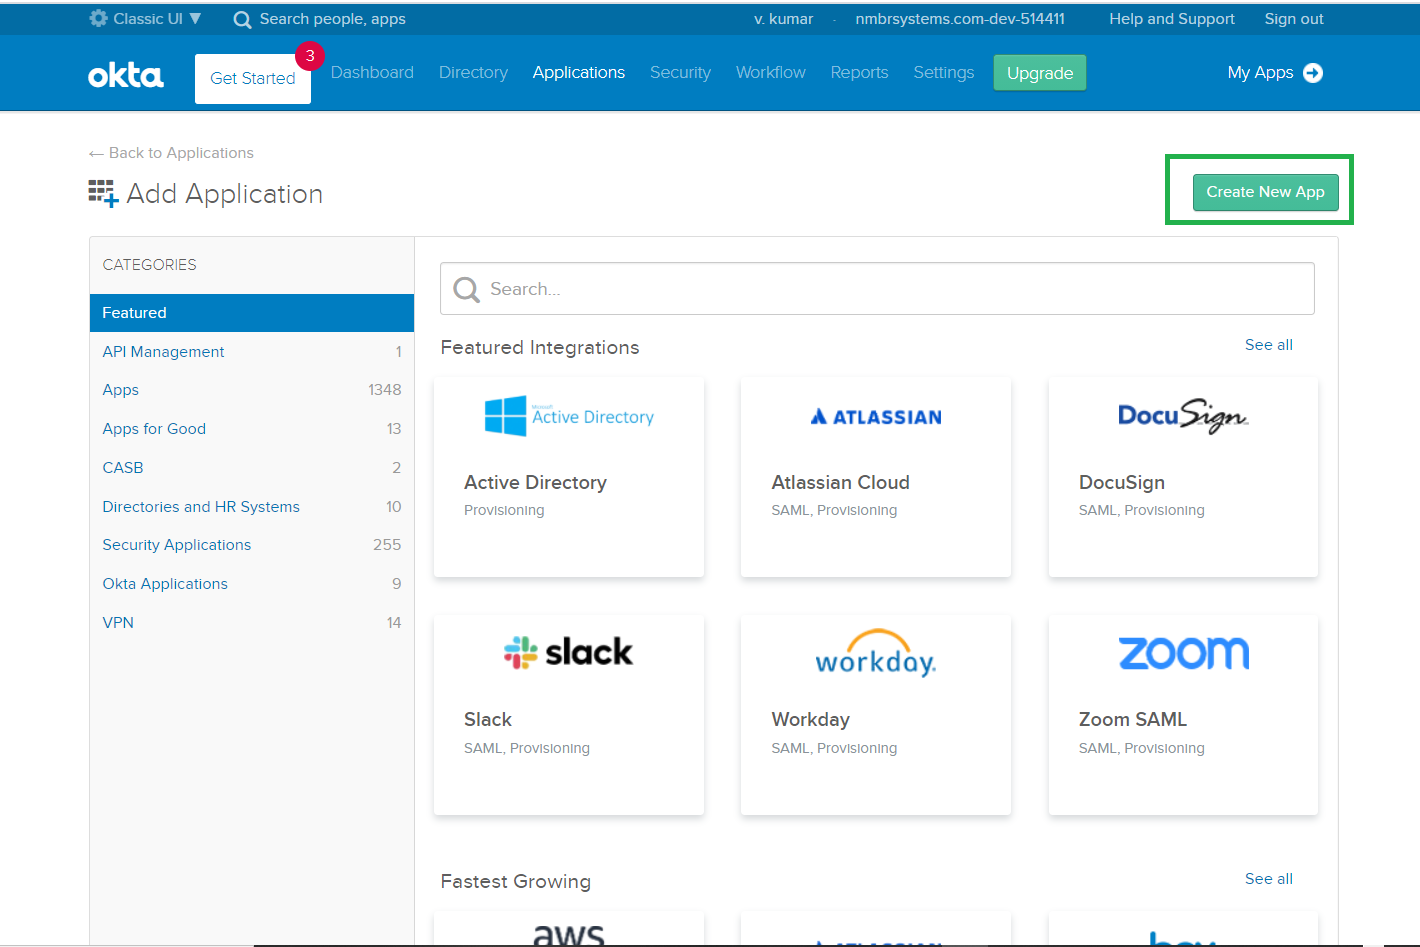 Classic UI ▼ Search people, apps v. kumar · nmbrsystems.com-dev-514411 Help and Support Sign out
okta Get Started 3 Dashboard Directory Applications Security Workflow Reports Settings Upgrade My Apps
← Back to Applications
Add Application
Create New App
CATEGORIES
Featured
API Management 1
Apps 1348
Apps for Good 13
CASB 2
Directories and HR Systems 10
Security Applications 255
Okta Applications 9
VPN 14
Search...
Featured Integrations See all
Microsoft
Active Directory
Active Directory
Provisioning
ATLASSIAN
Atlassian Cloud
SAML, Provisioning
DocuSign
DocuSign
SAML, Provisioning
slack
Slack
SAML, Provisioning
workday.
Workday
SAML, Provisioning
zoom
Zoom SAML
SAML, Provisioning
Fastest Growing See all
aws
ATLASSIAN
box